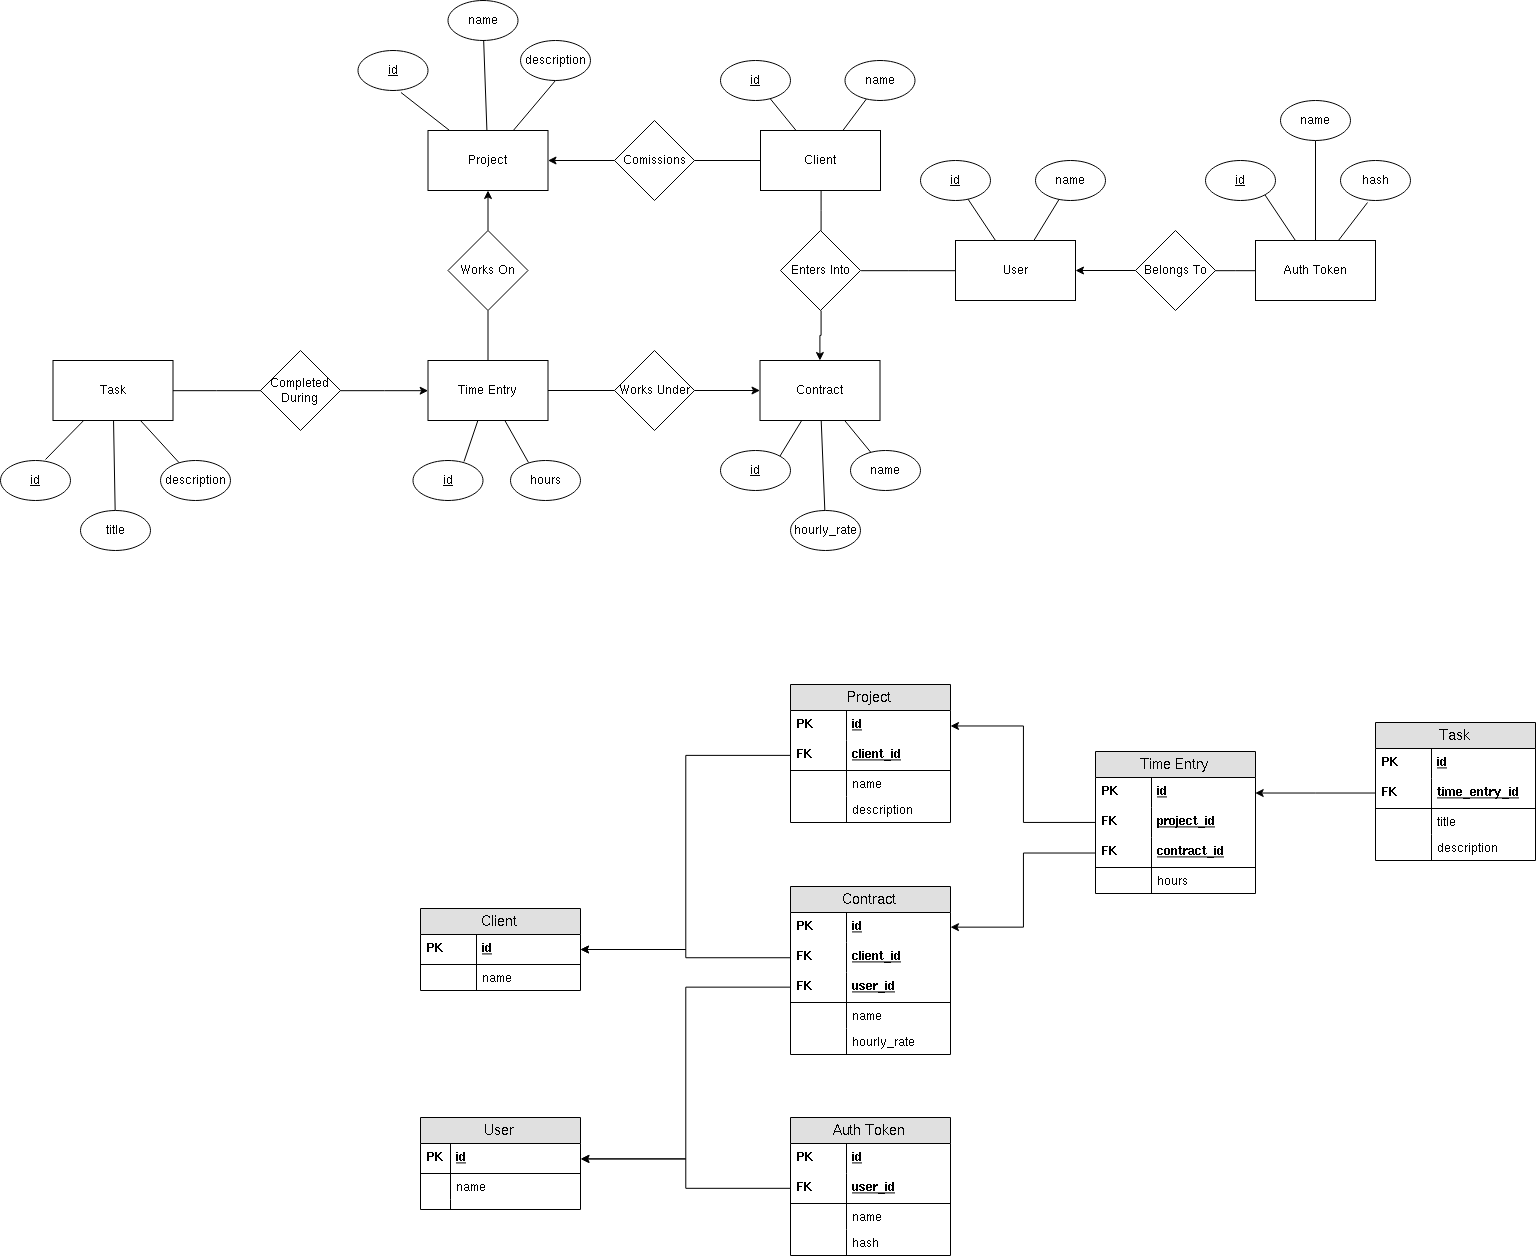 name
id
description
id
name
name
Project
Comissions
Client
id
name
id
hash
Works On
Enters Into
User
Belongs To
Auth Token
Task
Completed
During
Time Entry
Works Under
Contract
id
description
id
hours
id
name
title
hourly_rate
Project
PK id
FK client_id
name
description
Task
PK id
FK time_entry_id
title
description
Time Entry
PK id
FK project_id
FK contract_id
hours
Contract
PK id
FK client_id
FK user_id
name
hourly_rate
Client
PK id
name
User
PK id
name
Auth Token
PK id
FK user_id
name
hash